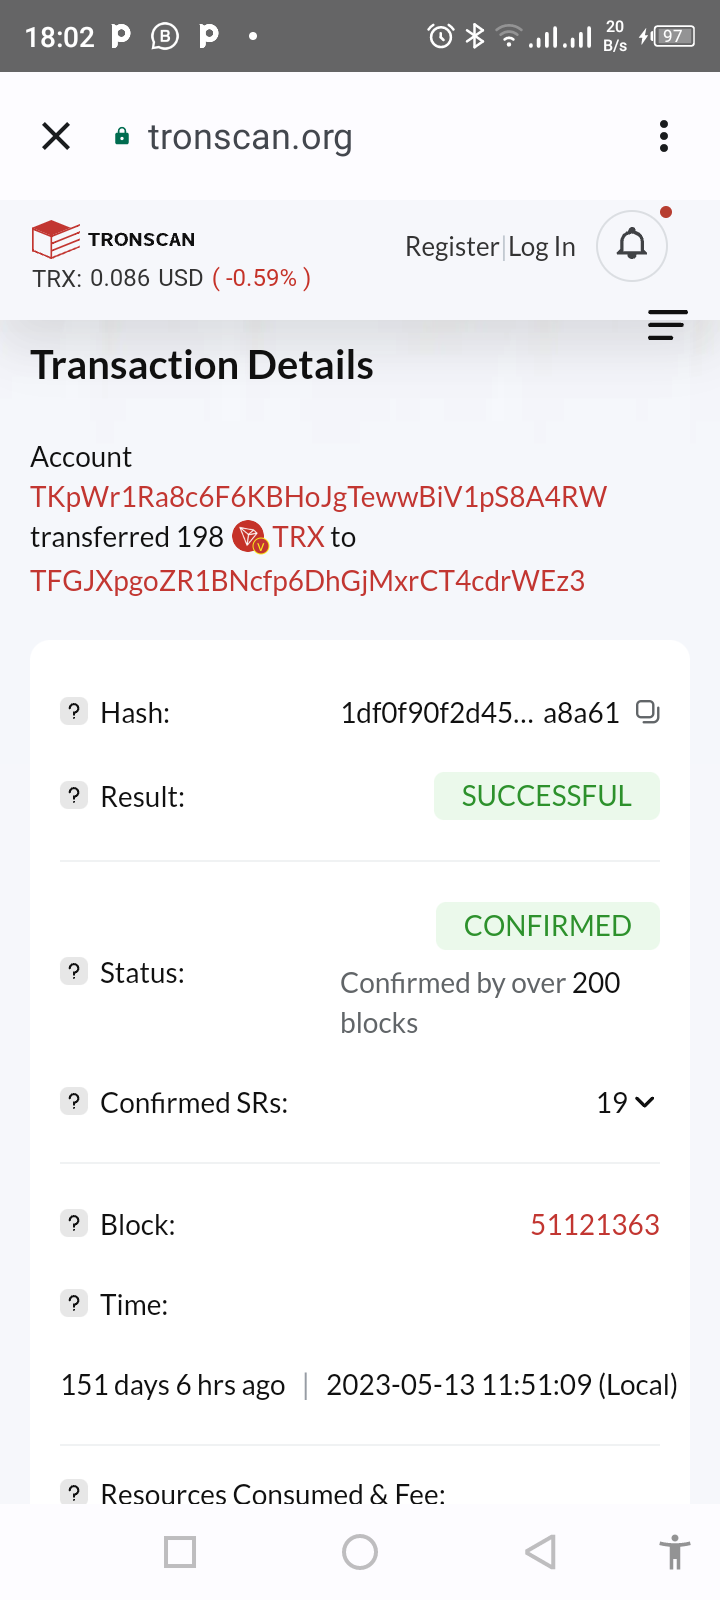 18:02
20
B/s
97
tronscan.org
TRONSCAN
Register|Log In
TRX: 0.086 USD ( -0.59% )
Transaction Details
Account
TKpWr1Ra8c6F6KBHoJgTewwBiV1pS8A4RW
transferred 198 TRX to
TFGJXpgoZR1BNcfp6DhGjMxrCT4cdrWEz3
? Hash: 1df0f90f2d45... a8a61
? Result: SUCCESSFUL
CONFIRMED
? Status: Confirmed by over 200
blocks
? Confirmed SRs: 19
? Block: 51121363
? Time:
151 days 6 hrs ago | 2023-05-13 11:51:09 (Local)
? Resources Consumed & Fee: